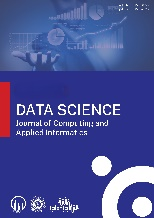 DATA SCIENCE
Journal of Computing and
Applied Informatics